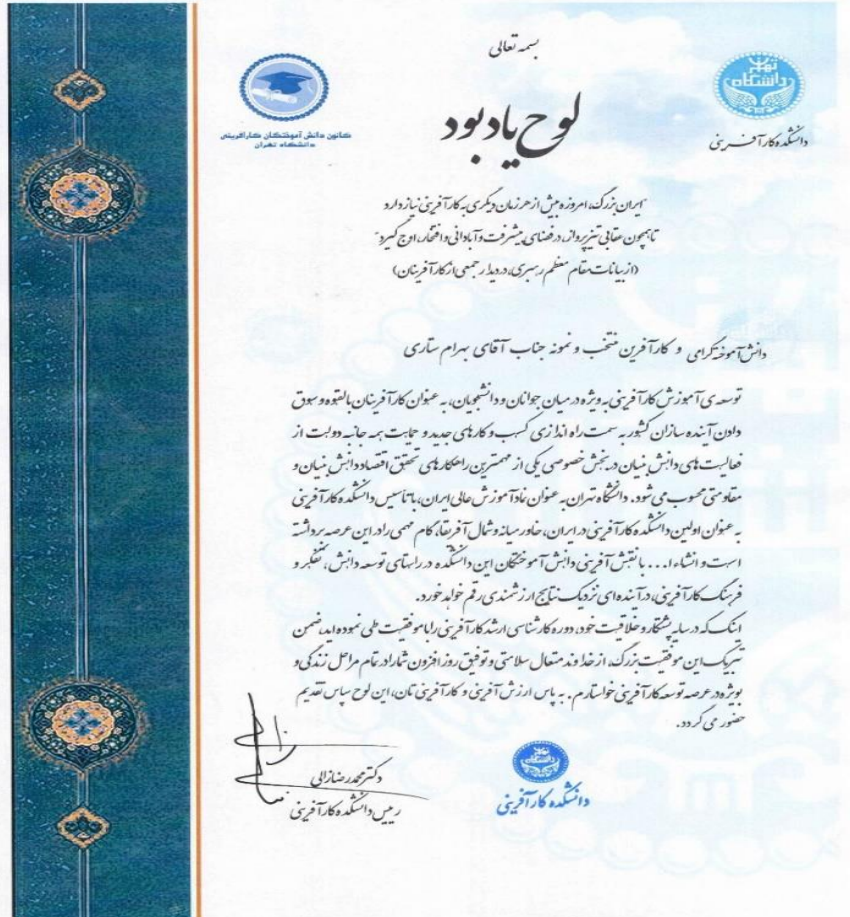 بسمه تعالی
لوح یادبود
دانشگاه تهران
دانشکده کارآفرینی
کانون دانش آموختگان کارآفرینی
دانشگاه تهران
"ایران بزرگ، امروزه بیش از هر زمان دیگری به کارآفرینی نیاز دارد
تا همچون عقابی تیزپرواز، در فضای پیشرفت و آبادانی و افتخار، اوج گیرد"
(از بیانات مقام معظم رهبری، در دیدار جمعی از کارآفرینان)
دانش آموخته گرامی و کارآفرین منتخب و نمونه جناب آقای بهرام ستاری
توسعه ی آموزش کارآفرینی به ویژه در میان جوانان و دانشجویان، به عنوان کارآفرینان بالقوه و سوق
دادن آینده سازان کشور به سمت راه اندازی کسب و کارهای جدید و حمایت همه جانبه دولت از
فعالیت های دانش بنیان در بخش خصوصی یکی از مهمترین راهکارهای تحقق اقتصاد دانش بنیان و
مقاومتی محسوب می شود. دانشگاه تهران به عنوان نماد آموزش عالی ایران، با تأسیس دانشکده کارآفرینی
به عنوان اولین دانشکده کارآفرینی در ایران، خاورمیانه و شمال آفریقا، گام مهمی را در این عرصه برداشته
است و انشاء ا... با نقش آفرینی دانش آموختگان این دانشکده در راستای توسعه دانش، تفکر و
فرهنگ کارآفرینی، در آینده ای نزدیک نتایج ارزشمندی رقم خواهد خورد.
اینک که در سایه پشتکار و خلاقیت خود، دوره کارشناسی ارشد کارآفرینی را با موفقیت طی نموده اید، ضمن
تبریک این موفقیت بزرگ، از خداوند متعال سلامتی و توفیق روزافزون شما را در تمام مراحل زندگی و
بویژه در عرصه توسعه کارآفرینی خواستارم. به پاس ارزش آفرینی و کارآفرینی تان، این لوح سپاس تقدیم
حضور می گردد.
دانشکده کارآفرینی
دکتر محمدرضا زالی
رییس دانشکده کارآفرینی